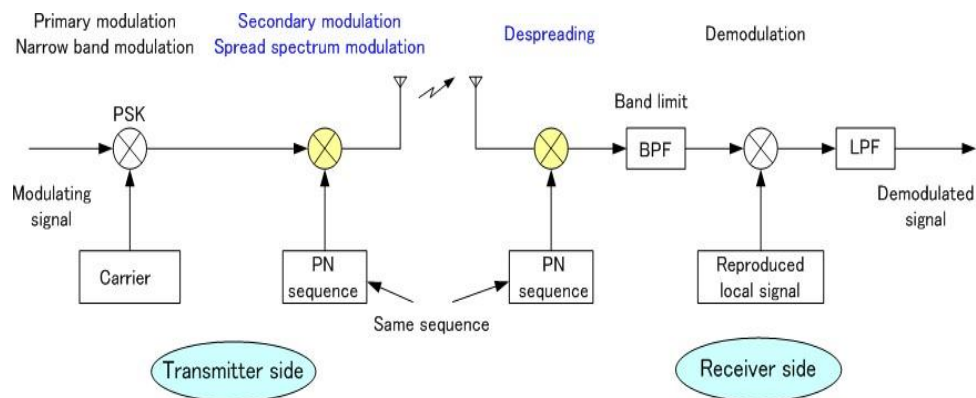 Primary modulation
Narrow band modulation
Secondary modulation
Spread spectrum modulation
Despreading
Demodulation
PSK
Band limit
BPF
LPF
Modulating
signal
Demodulated
signal
Carrier
PN
sequence
PN
sequence
Reproduced
local signal
Same sequence
Transmitter side
Receiver side